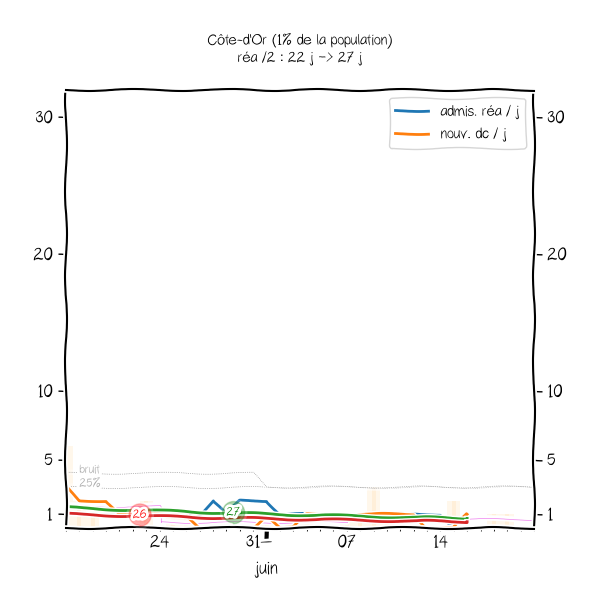 Côte-d'Or (1% de la population)
réa /2 : 22 j -> 27 j
admis. réa / j
nouv. dc / j
30
30
20
20
10
10
5
5
1
1
bruit
25%
26
27
24
31
07
14
juin